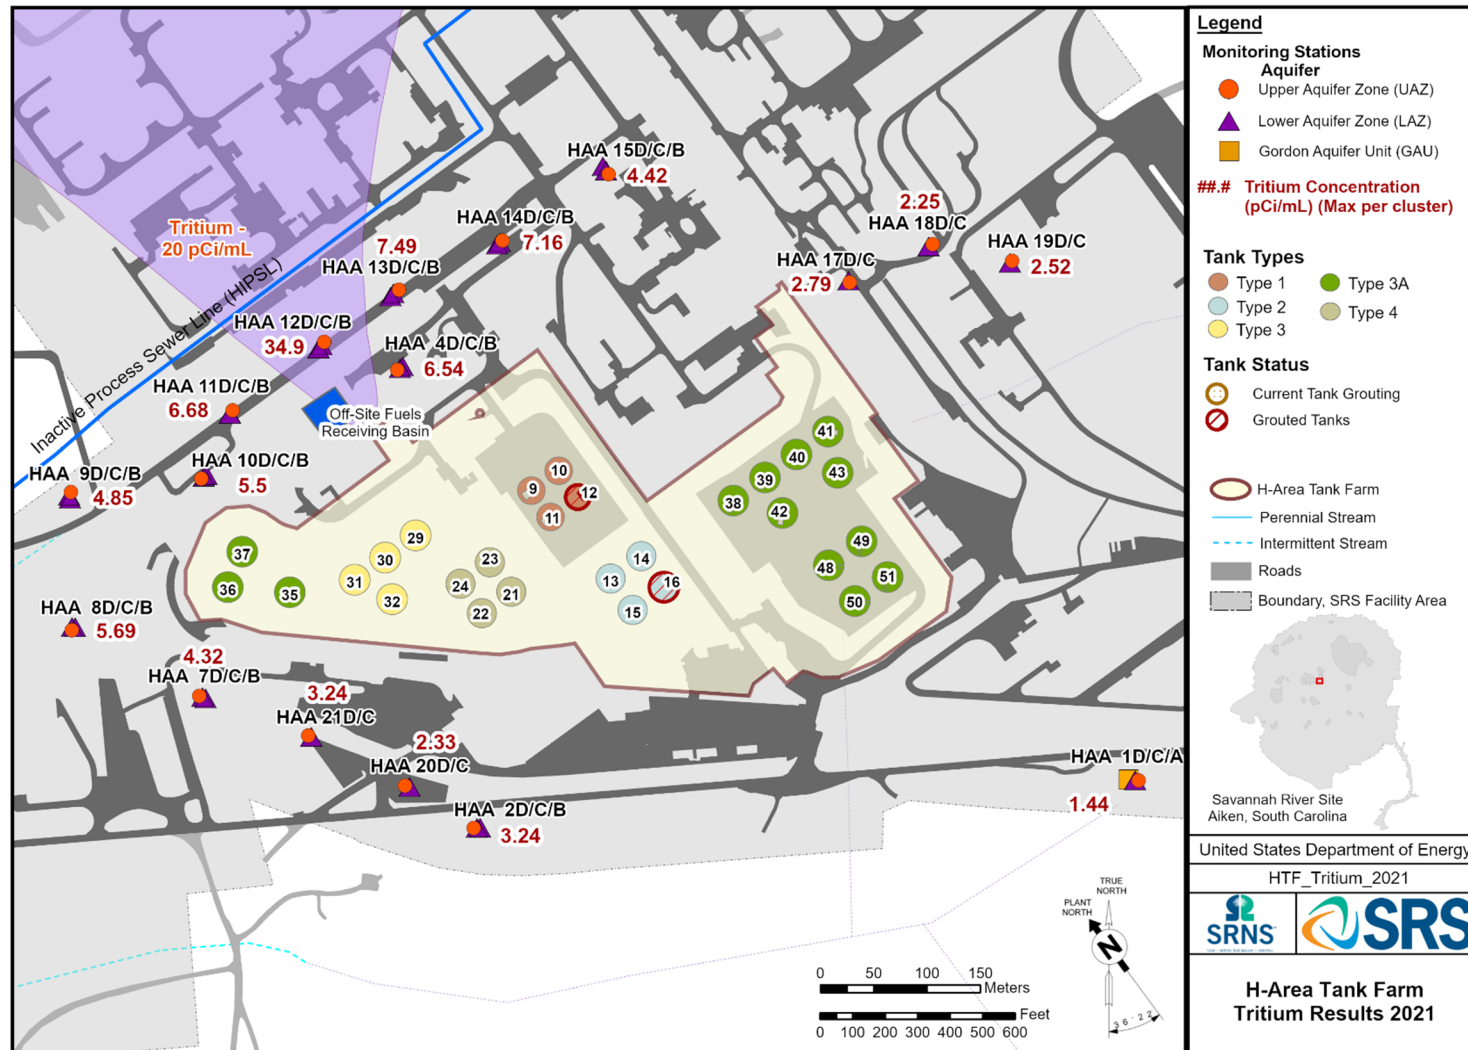 Tritium -
20 pCi/mL
Inactive Process Sewer Line (HIPSL)
HAA 15D/C/B
4.42
HAA 14D/C/B
7.16
7.49
HAA 13D/C/B
HAA 12D/C/B
34.9
HAA 4D/C/B
6.54
HAA 11D/C/B
6.68
Off-Site Fuels
Receiving Basin
HAA 10D/C/B
5.5
HAA 9D/C/B
4.85
2.25
HAA 18D/C
HAA 19D/C
2.52
HAA 17D/C
2.79
10
9
12
11
41
40
43
39
38
42
49
48
51
50
37
36
35
29
30
31
32
23
24
21
22
14
13
16
15
HAA 8D/C/B
5.69
4.32
HAA 7D/C/B
3.24
HAA 21D/C
2.33
HAA 20D/C
HAA 2D/C/B
3.24
HAA 1D/C/A
1.44
TRUE
NORTH
PLANT
NORTH
N
36°22'
0 50 100 150
Meters
Feet
0 100 200 300 400 500 600
Legend
Monitoring Stations
Aquifer
Upper Aquifer Zone (UAZ)
Lower Aquifer Zone (LAZ)
Gordon Aquifer Unit (GAU)
##.# Tritium Concentration
(pCi/mL) (Max per cluster)
Tank Types
Type 1
Type 3A
Type 2
Type 4
Type 3
Tank Status
Current Tank Grouting
Grouted Tanks
H-Area Tank Farm
Perennial Stream
Intermittent Stream
Roads
Boundary, SRS Facility Area
Savannah River Site
Aiken, South Carolina
United States Department of Energy
HTF_Tritium_2021
SRNS
SRS
H-Area Tank Farm
Tritium Results 2021